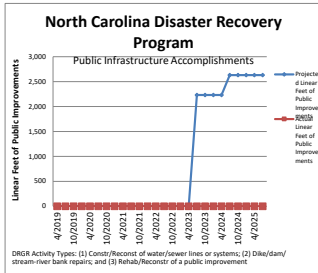 North Carolina Disaster Recovery
Program
Public Infrastructure Accomplishments
Linear Feet of Public Improvements
3,000
2,500
2,000
1,500
1,000
500
0
4/2019
10/2019
4/2020
10/2020
4/2021
10/2021
4/2022
10/2022
4/2023
10/2023
4/2024
10/2024
4/2025
Projecte
d Linear
Feet of
Public
Improve
ments
Actual
Linear
Feet of
Public
Improve
ments
DRGR Activity Types: (1) Constr/Reconst of water/sewer lines or systems; (2) Dike/dam/
stream-river bank repairs; and (3) Rehab/Reconstr of a public improvement